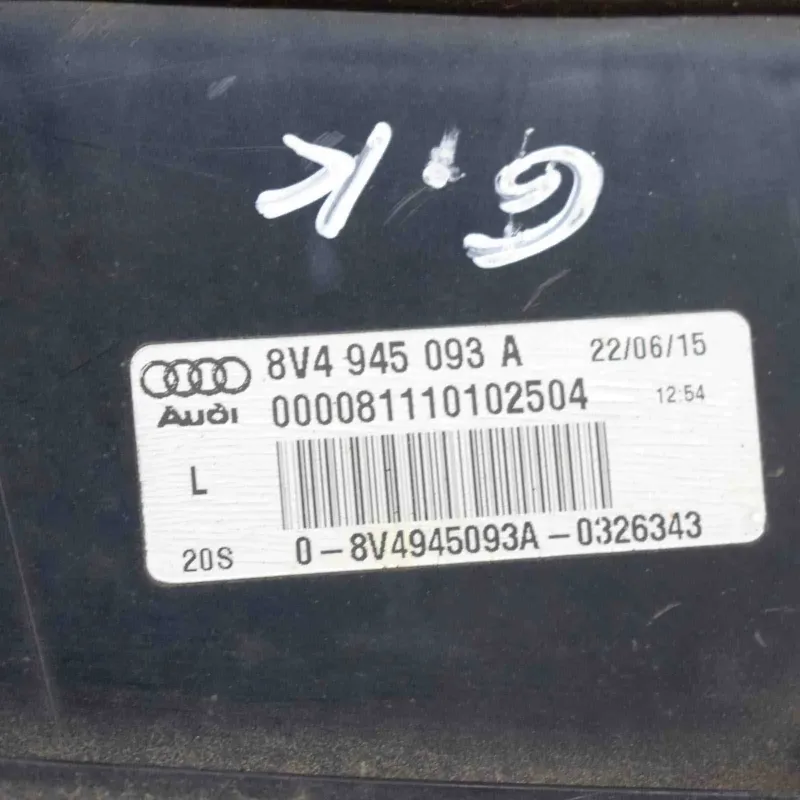 8V4 945 093 A 22/06/15
Audi 000081110102504 12:54
L
20S 0-8V4945093A-0326343